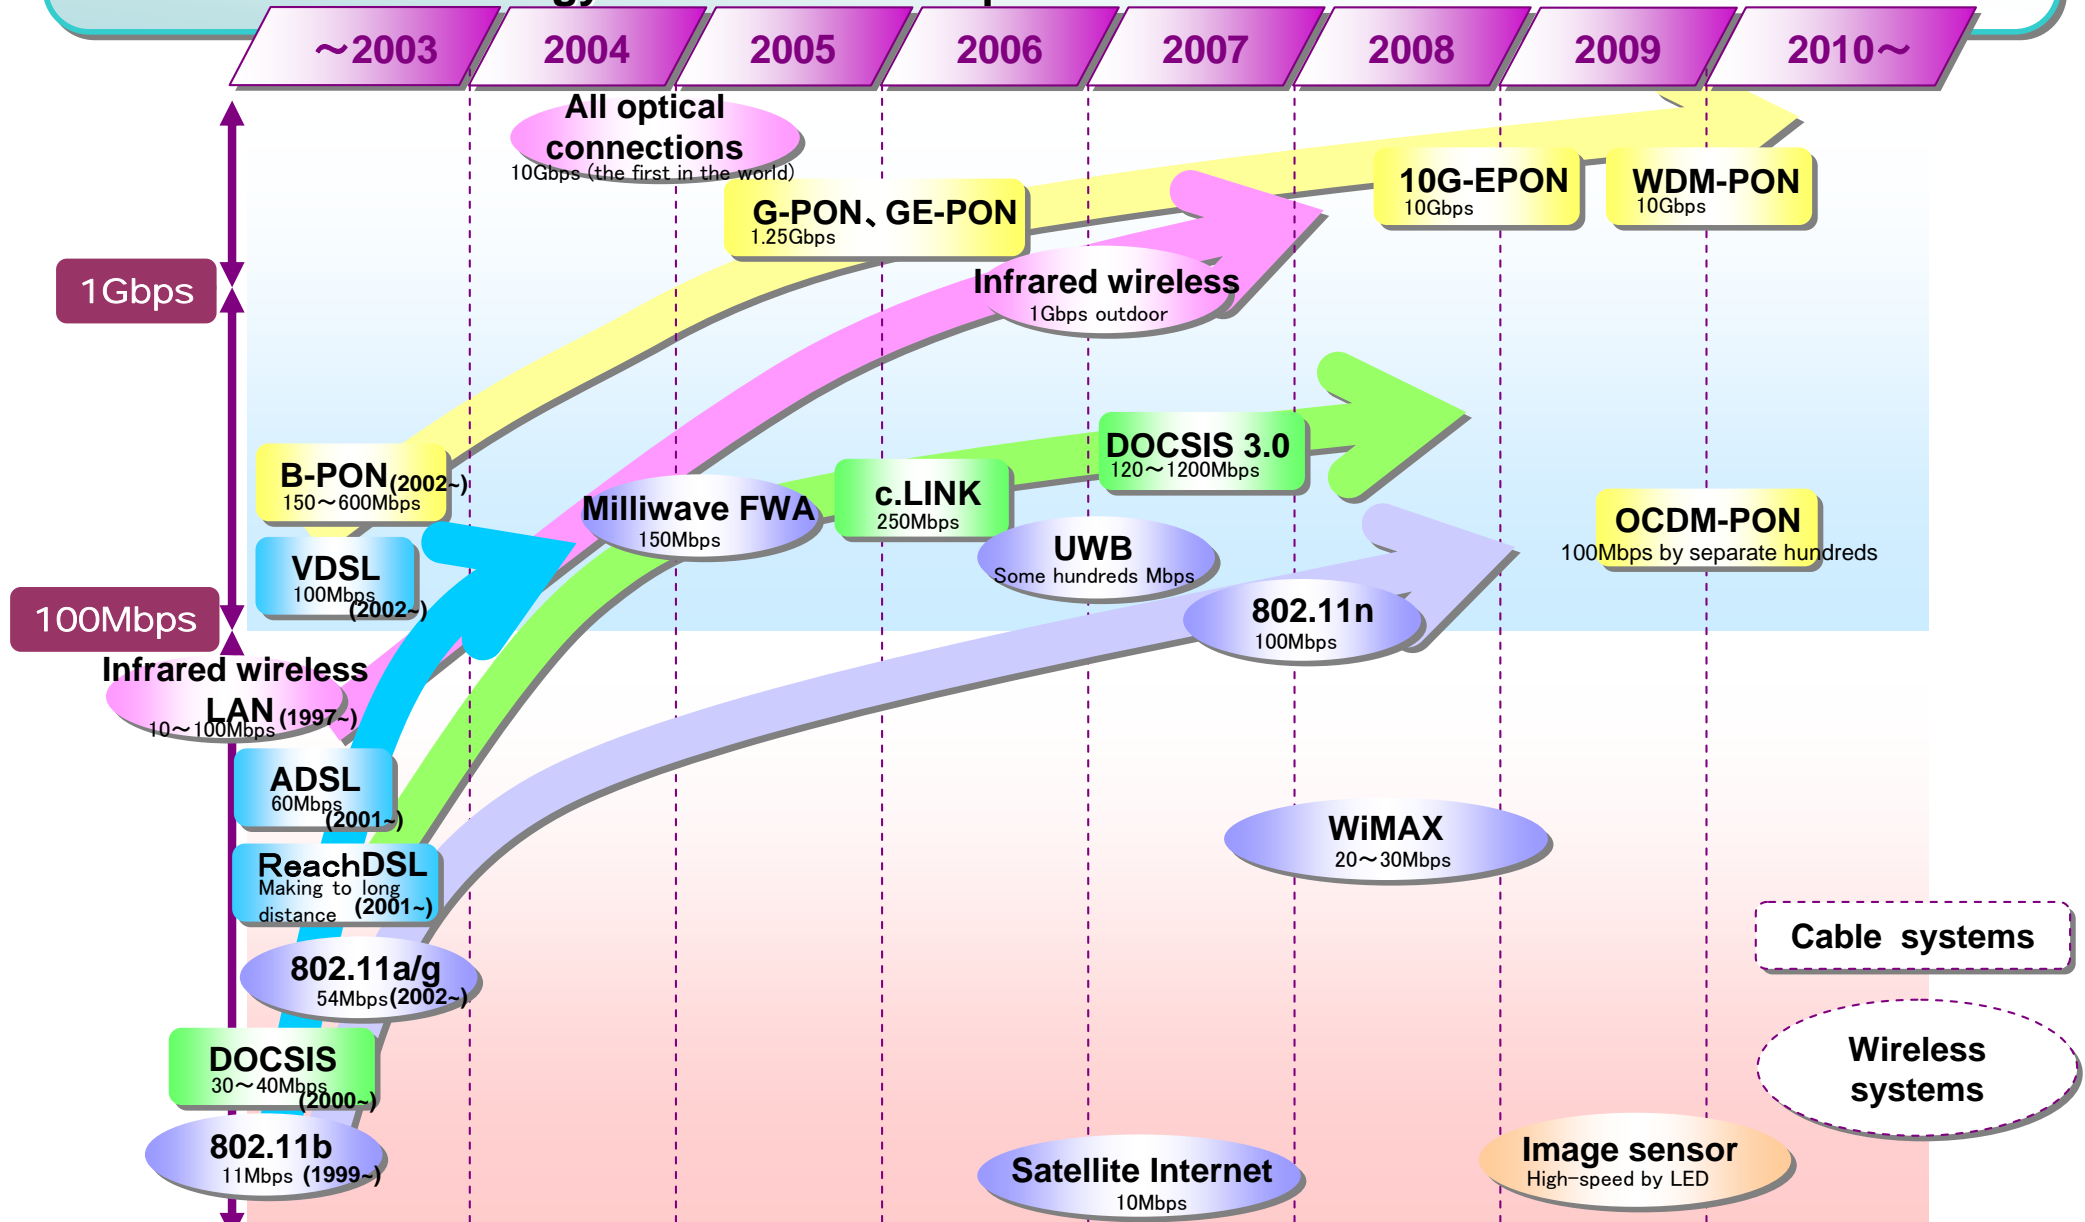 ～2003
2004
2005
2006
2007
2008
2009
2010～
All optical
connections
10Gbps (the first in the world)
G-PON、GE-PON
1.25Gbps
10G-EPON
10Gbps
WDM-PON
10Gbps
1Gbps
Infrared wireless
1Gbps outdoor
B-PON(2002~)
150～600Mbps
DOCSIS 3.0
120～1200Mbps
c.LINK
250Mbps
Milliwave FWA
150Mbps
OCDM-PON
100Mbps by separate hundreds
UWB
Some hundreds Mbps
VDSL
100Mbps
(2002~)
100Mbps
802.11n
100Mbps
Infrared wireless
LAN (1997~)
10～100Mbps
ADSL
60Mbps
(2001~)
WiMAX
20～30Mbps
ReachDSL
Making to long
distance (2001~)
Cable systems
802.11a/g
54Mbps(2002~)
Wireless
systems
DOCSIS
30～40Mbps
(2000~)
802.11b
11Mbps (1999~)
Satellite Internet
10Mbps
Image sensor
High-speed by LED